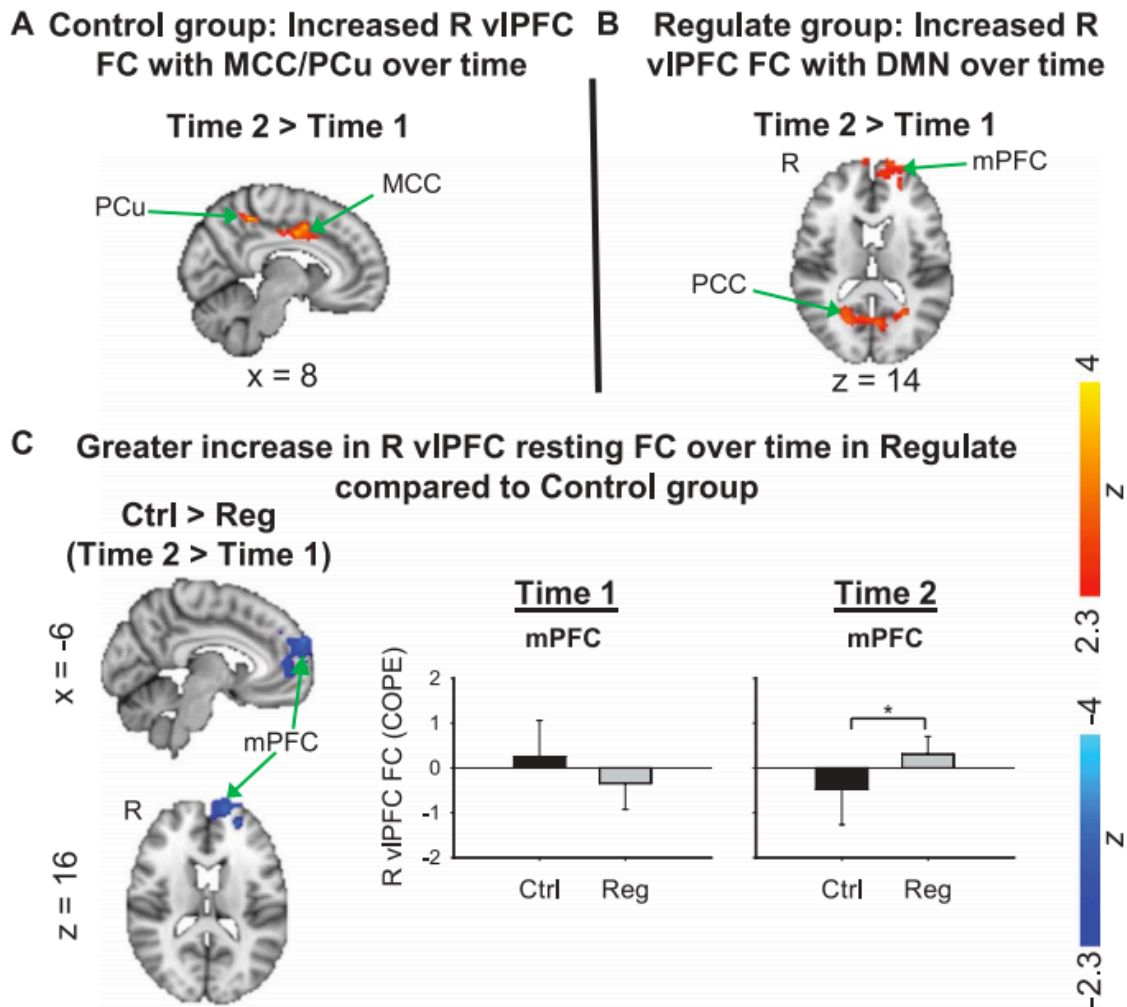 A Control group: Increased R vlPFC
FC with MCC/PCu over time
Time 2 > Time 1
PCu
MCC
x = 8
B Regulate group: Increased R
vlPFC FC with DMN over time
Time 2 > Time 1
R
mPFC
PCC
z = 14
4
z
2.3
C Greater increase in R vlPFC resting FC over time in Regulate
compared to Control group
Ctrl > Reg
(Time 2 > Time 1)
x = -6
mPFC
R
z = 16
Time 1
mPFC
R vlPFC FC (COPE)
2
1
0
-1
-2
Ctrl Reg
Time 2
mPFC
*
Ctrl Reg
-4
z
-2.3